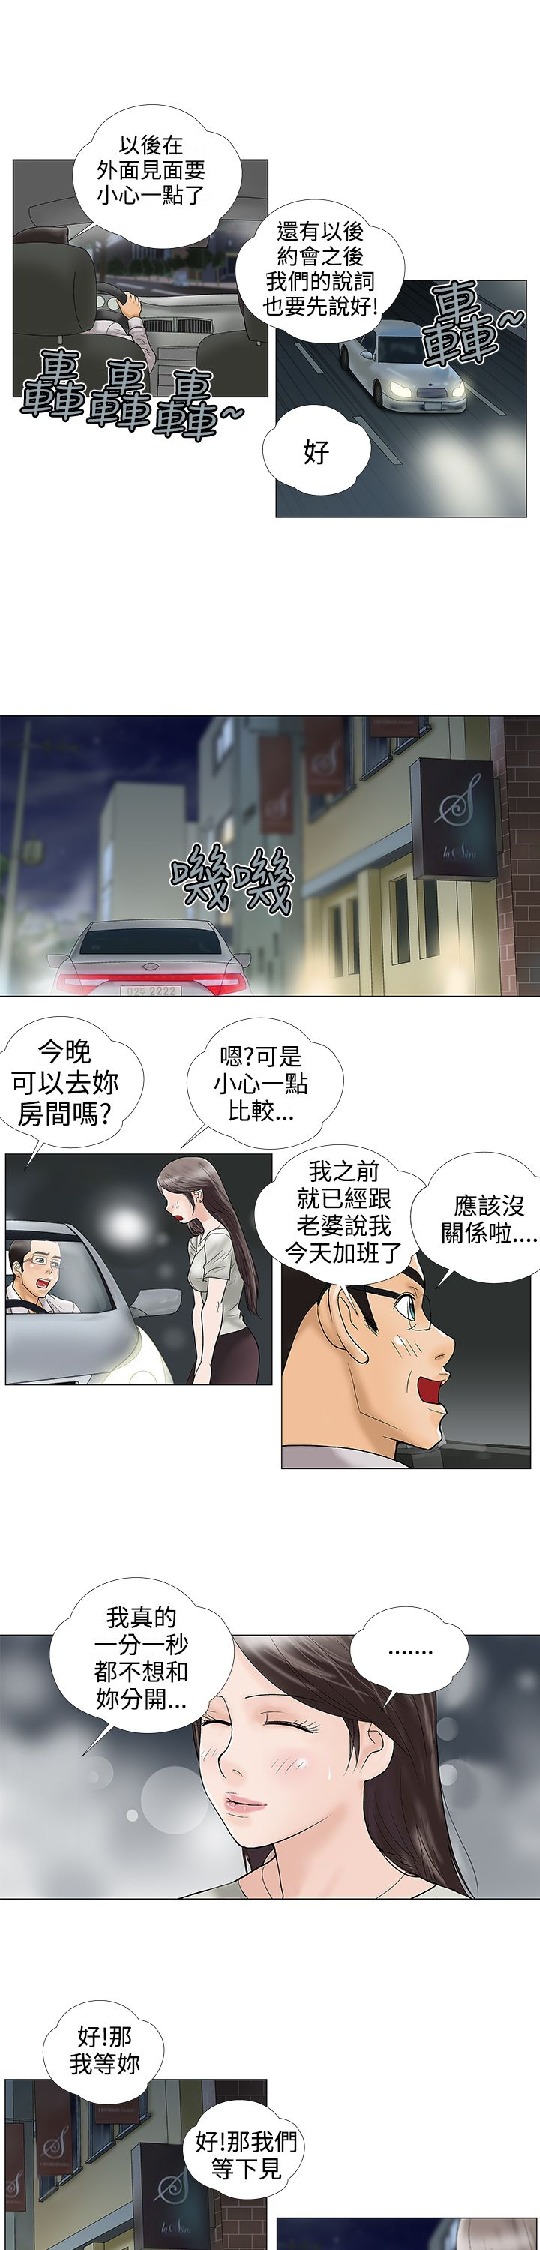 以後在
外面見面要
小心一點了
還有以後
約會之後
我們的說詞
也要先說好!
轟
轟
轟
轟~
轟~
好
嘰嘰
今晚
可以去妳
房間嗎?
嗯?可是
小心一點
比較...
我之前
就已經跟
老婆說我
今天加班了
應該沒
關係啦....
我真的
一分一秒
都不想和
妳分開...
.......
好!那
我等妳
好!那我們
等下見